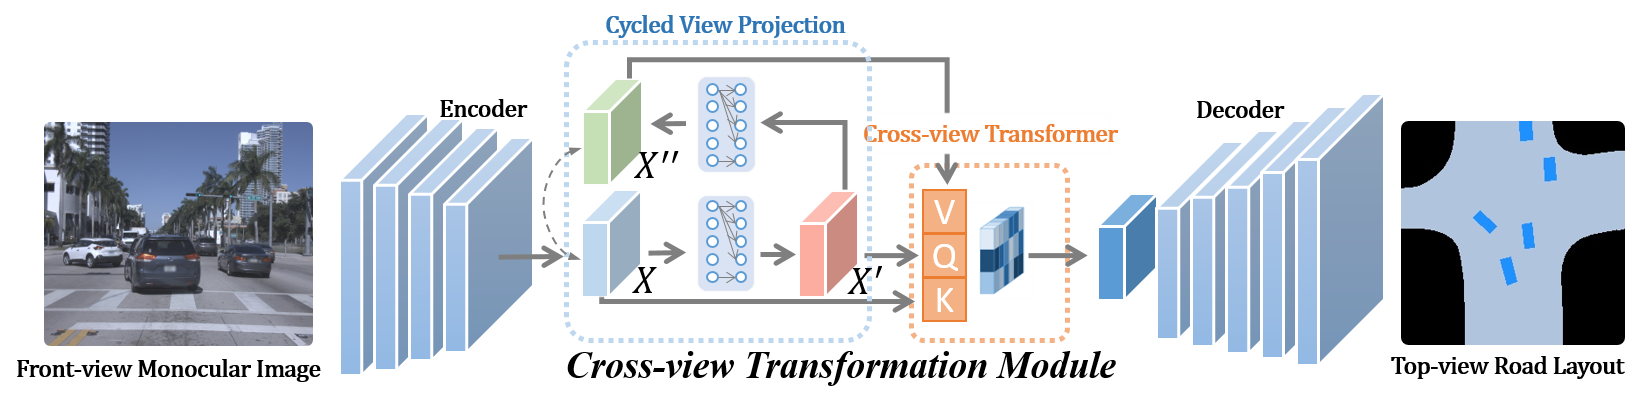 Cycled View Projection
Encoder
Decoder
Cross-view Transformer
X''
V
Q
K
X
X'
Front-view Monocular Image
Cross-view Transformation Module
Top-view Road Layout